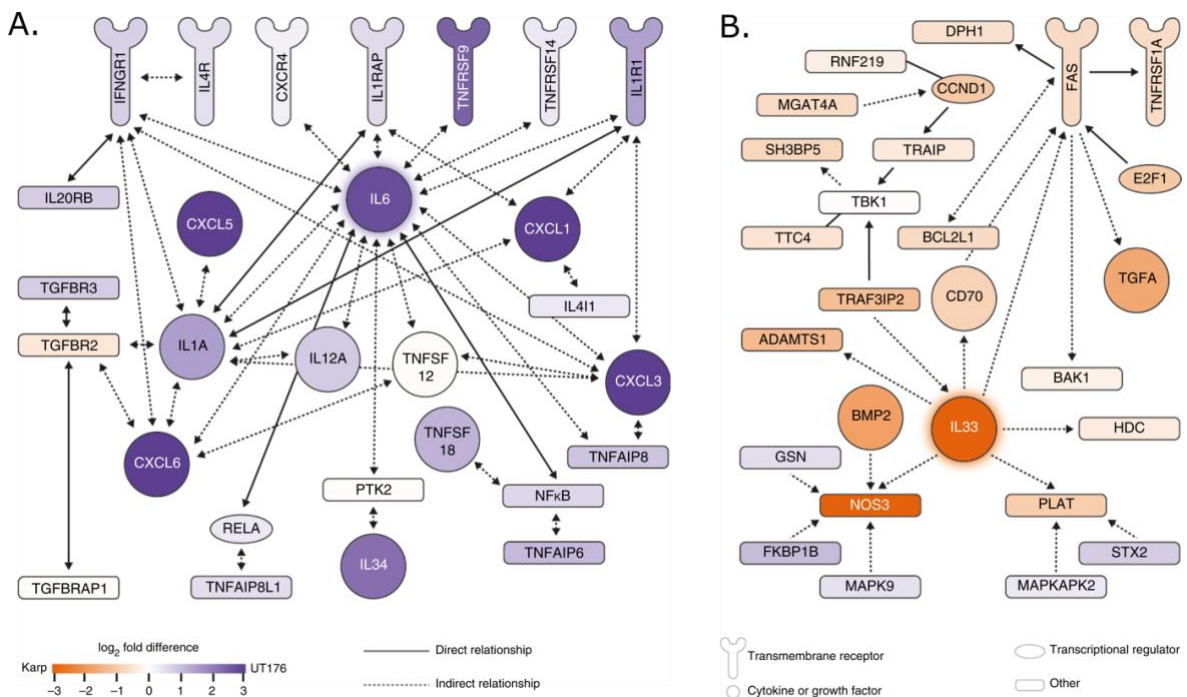 A.
IFNGR1
IL4R
CXCR4
IL1RAP
TNFRSF9
TNFRSF14
IL1R1
IL20RB
CXCL5
IL6
CXCL1
TGFBR3
IL4I1
TGFBR2
IL1A
IL12A
TNFSF
12
CXCL3
CXCL6
TNFSF
18
TNFAIP8
PTK2
NFκB
RELA
TNFAIP6
IL34
TGFBRAP1
TNFAIP8L1
log2 fold difference
Karp
UT176
−3 −2 −1 0 1 2 3
Direct relationship
Indirect relationship
B.
DPH1
FAS
TNFRSF1A
RNF219
CCND1
MGAT4A
SH3BP5
TRAIP
E2F1
TBK1
TTC4
BCL2L1
TGFA
CD70
TRAF3IP2
ADAMTS1
BAK1
BMP2
IL33
HDC
GSN
NOS3
PLAT
FKBP1B
STX2
MAPK9
MAPKAPK2
Transmembrane receptor
Transcriptional regulator
Cytokine or growth factor
Other